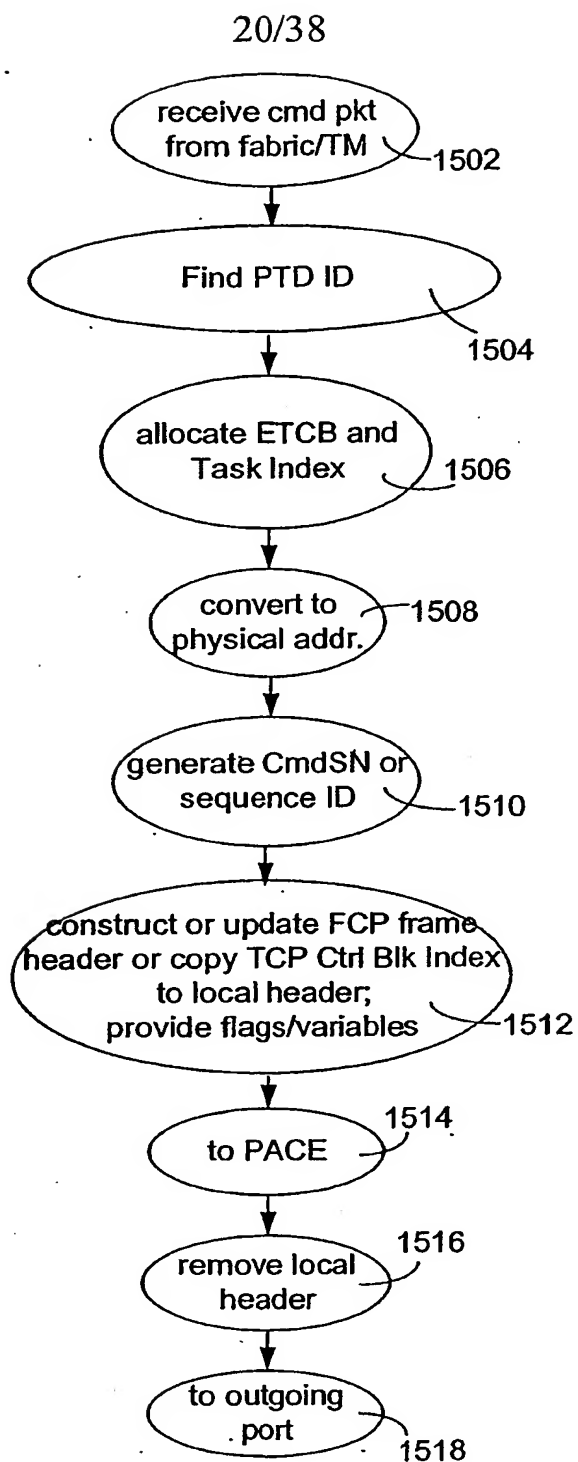 20/38
receive cmd pkt
from fabric/TM
1502
Find PTD ID
1504
allocate ETCB and
Task Index
1506
convert to
physical addr.
1508
generate CmdSN or
sequence ID
1510
construct or update FCP frame
header or copy TCP Ctrl Blk Index
to local header;
provide flags/variables
1512
to PACE
1514
remove local
header
1516
to outgoing
port
1518